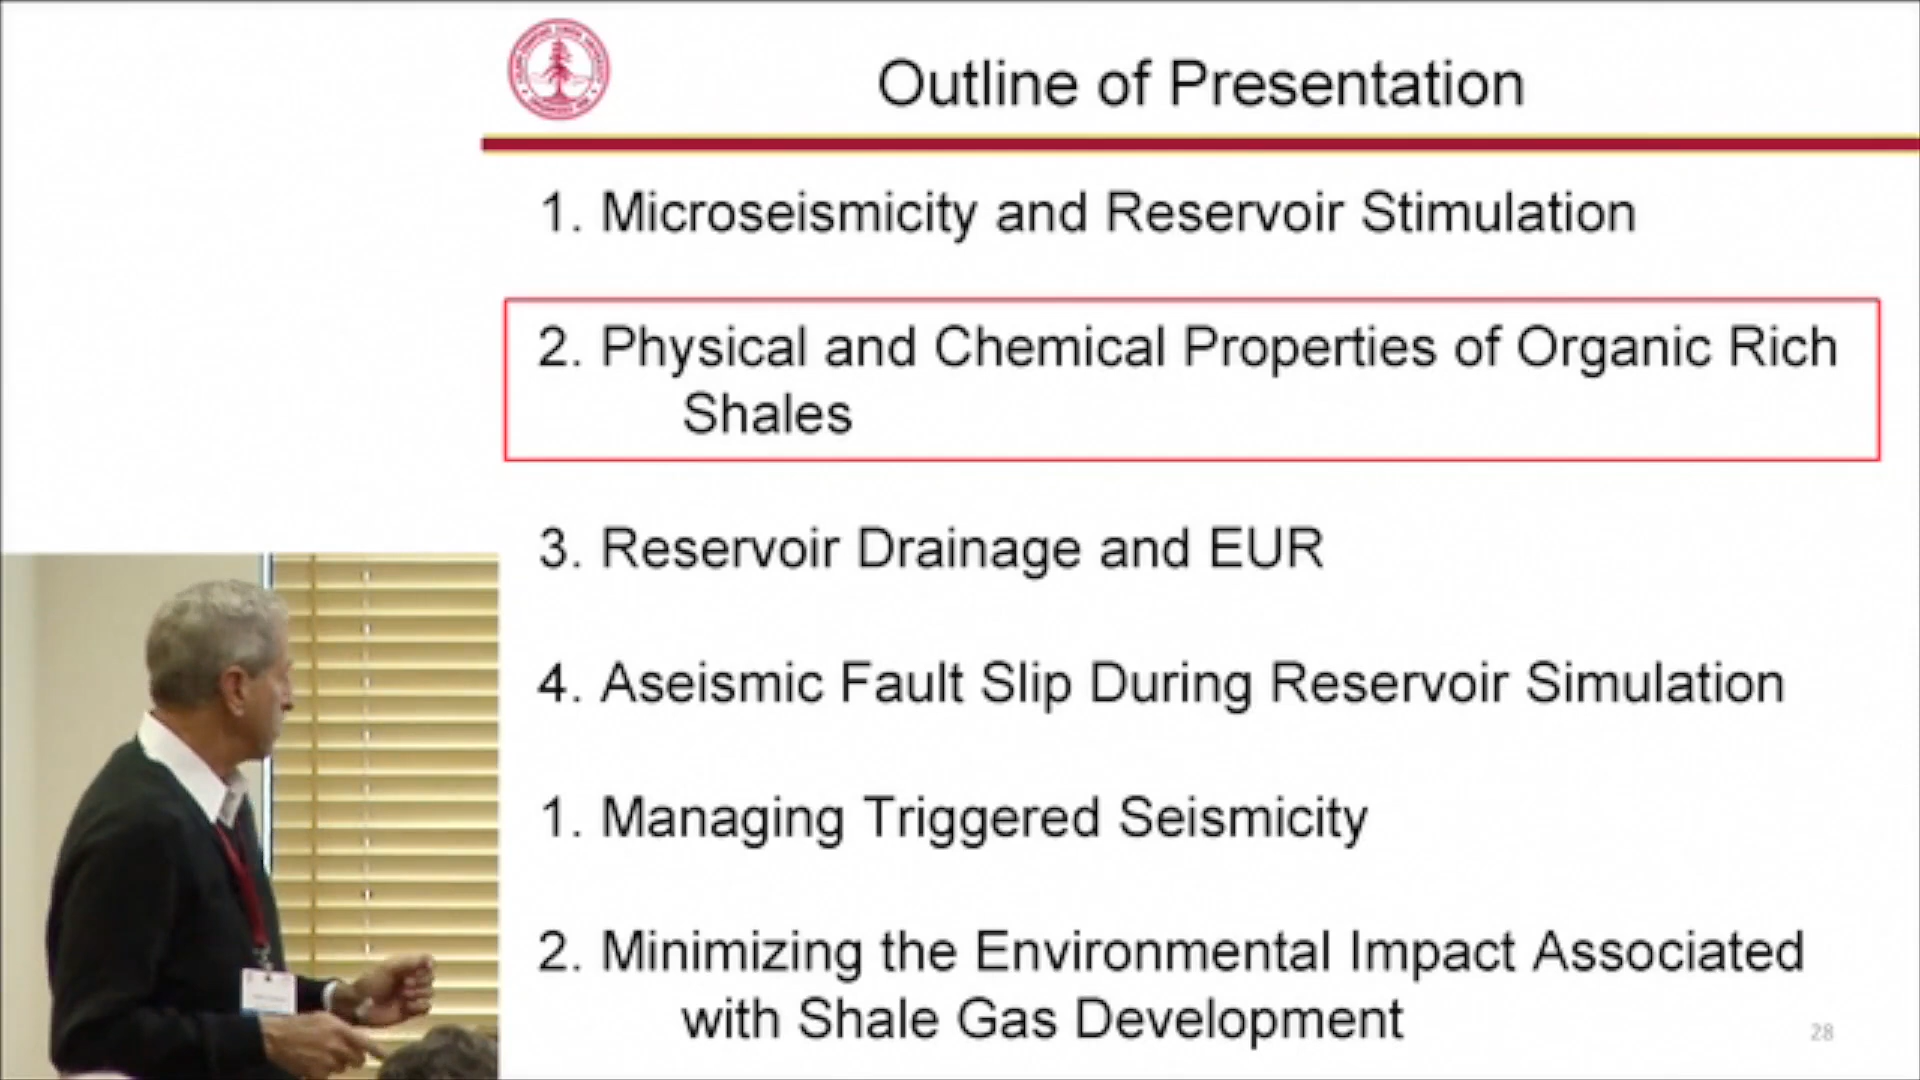 Outline of Presentation
1. Microseismicity and Reservoir Stimulation
2. Physical and Chemical Properties of Organic Rich
Shales
3. Reservoir Drainage and EUR
4. Aseismic Fault Slip During Reservoir Simulation
1. Managing Triggered Seismicity
2. Minimizing the Environmental Impact Associated
with Shale Gas Development
28